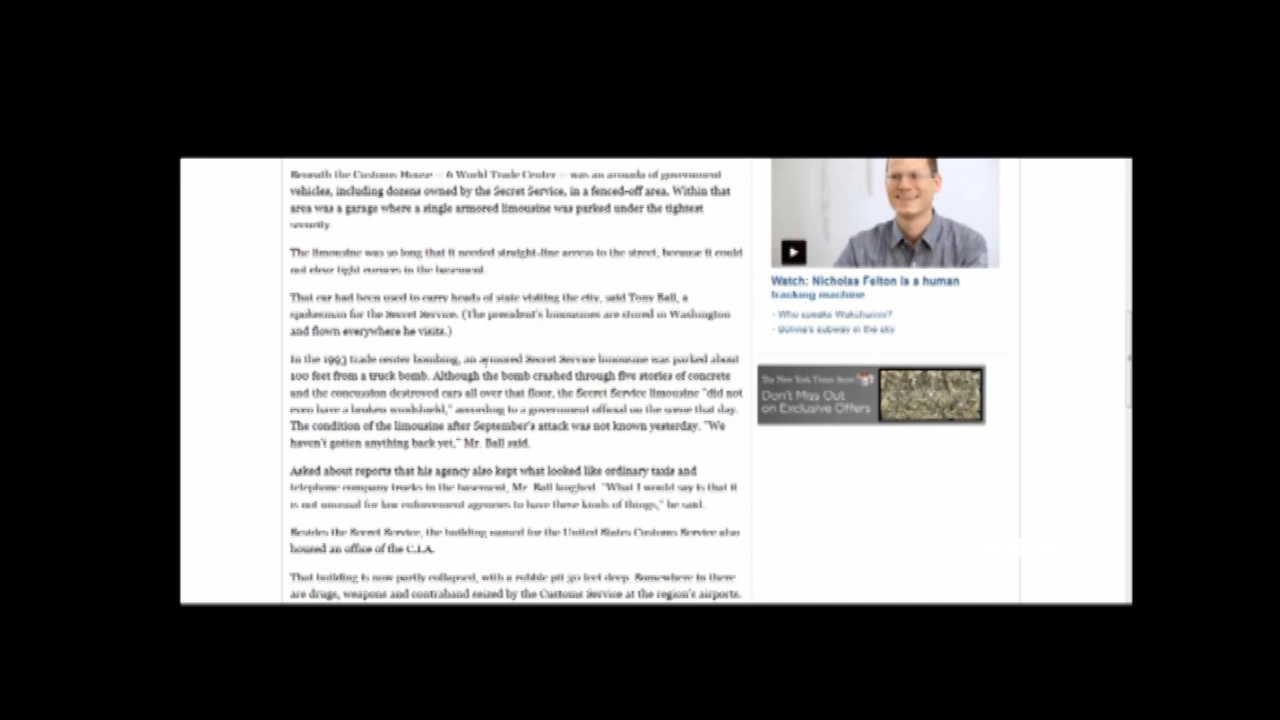 Beneath the Customs House -- 6 World Trade Center -- was an armada of government
vehicles, including dozens owned by the Secret Service, in a fenced-off area. Within that
area was a garage where a single armored limousine was parked under the tightest
security.
The limousine was so long that it needed straight-line access to the street, because it could
not clear tight corners in the basement.
That car had been used to carry heads of state visiting the city, said Tony Ball, a
spokesman for the Secret Service. (The president's limousines are stored in Washington
and flown everywhere he visits.)
In the 1993 trade center bombing, an armored Secret Service limousine was parked about
100 feet from a truck bomb. Although the bomb crashed through five stories of concrete
and the concussion destroyed cars all over that floor, the Secret Service limousine "did not
even have a broken windshield," according to a government official on the scene that day.
The condition of the limousine after September's attack was not known yesterday. "We
haven't gotten anything back yet," Mr. Ball said.
Asked about reports that his agency also kept what looked like ordinary taxis and
telephone company trucks in the basement, Mr. Ball laughed. "What I would say is that it
is not unusual for law enforcement agencies to have these kinds of things," he said.
Besides the Secret Service, the building named for the United States Customs Service also
housed an office of the C.I.A.
That building is now partly collapsed, with a rubble pit 30 feet deep. Somewhere in there
are drugs, weapons and contraband seized by the Customs Service at the region's airports.
Watch: Nicholas Felton is a human
tracking machine
· Who speaks Wukchumni?
· Bolivia's subway in the sky
The New York Times Store
Don't Miss Out
on Exclusive Offers